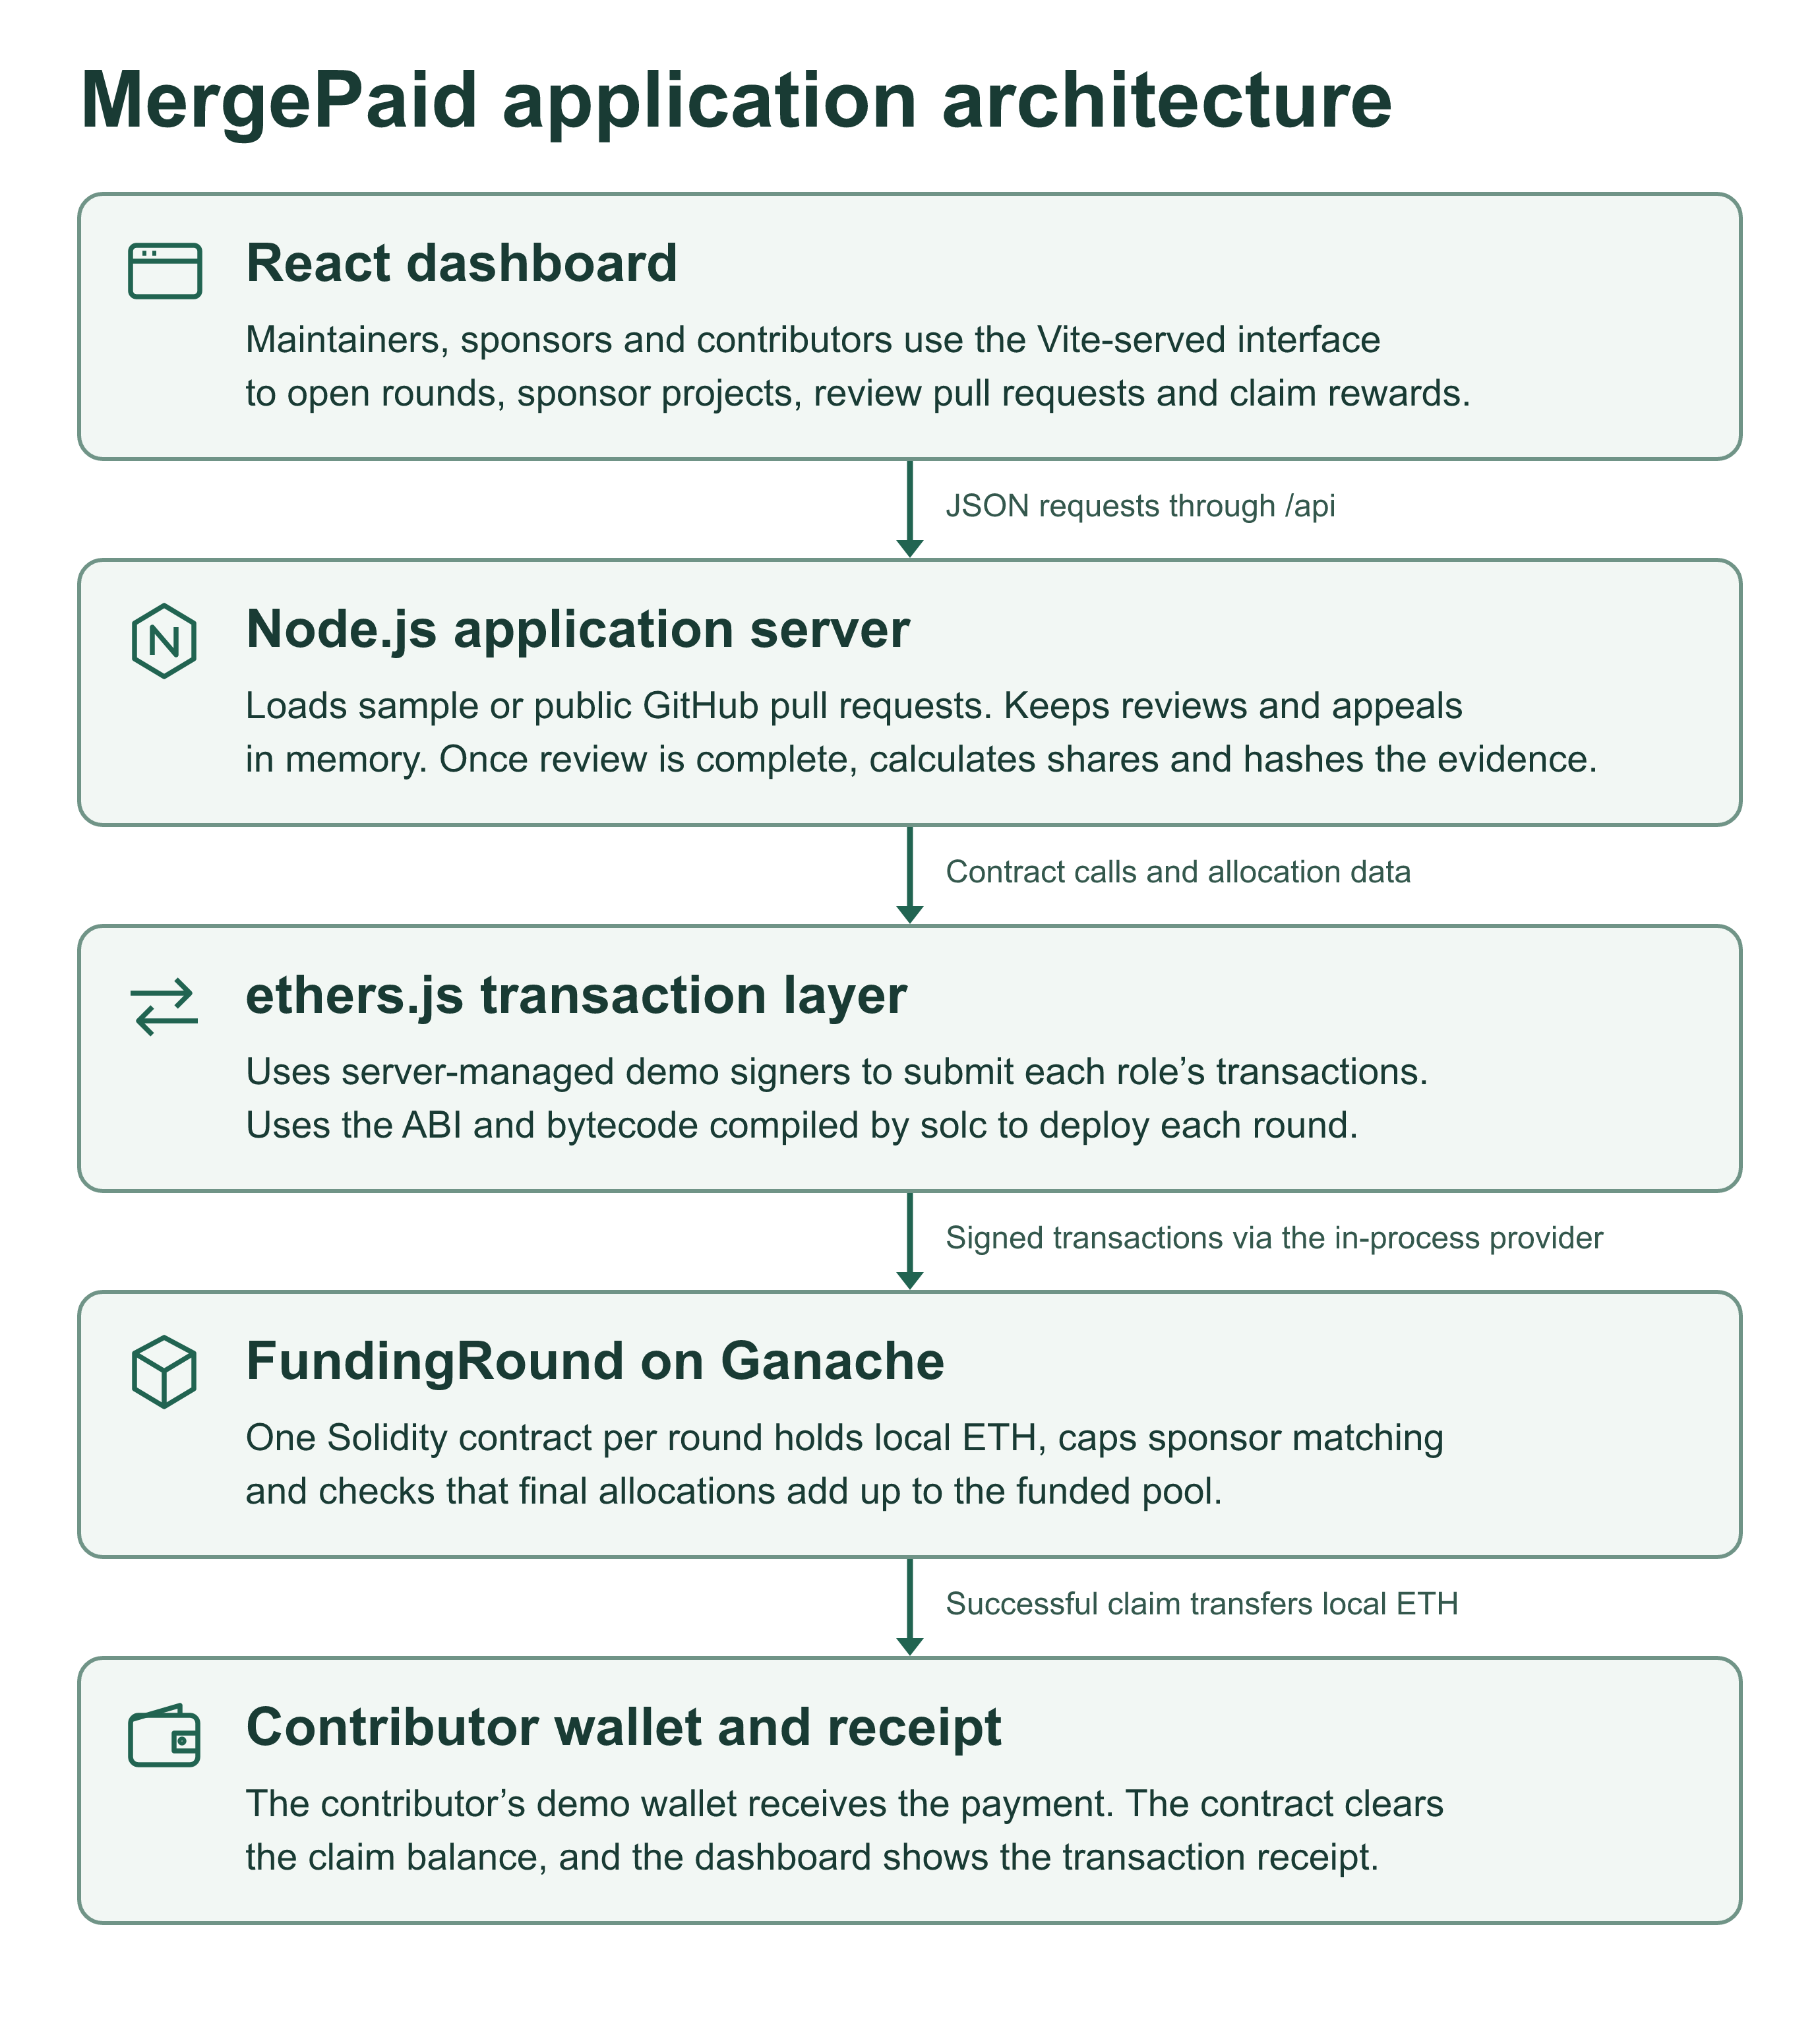 MergePaid application architecture
React dashboard
Maintainers, sponsors and contributors use the Vite-served interface
to open rounds, sponsor projects, review pull requests and claim rewards.
JSON requests through /api
N
Node.js application server
Loads sample or public GitHub pull requests. Keeps reviews and appeals
in memory. Once review is complete, calculates shares and hashes the evidence.
Contract calls and allocation data
ethers.js transaction layer
Uses server-managed demo signers to submit each role’s transactions.
Uses the ABI and bytecode compiled by solc to deploy each round.
Signed transactions via the in-process provider
FundingRound on Ganache
One Solidity contract per round holds local ETH, caps sponsor matching
and checks that final allocations add up to the funded pool.
Successful claim transfers local ETH
Contributor wallet and receipt
The contributor’s demo wallet receives the payment. The contract clears
the claim balance, and the dashboard shows the transaction receipt.